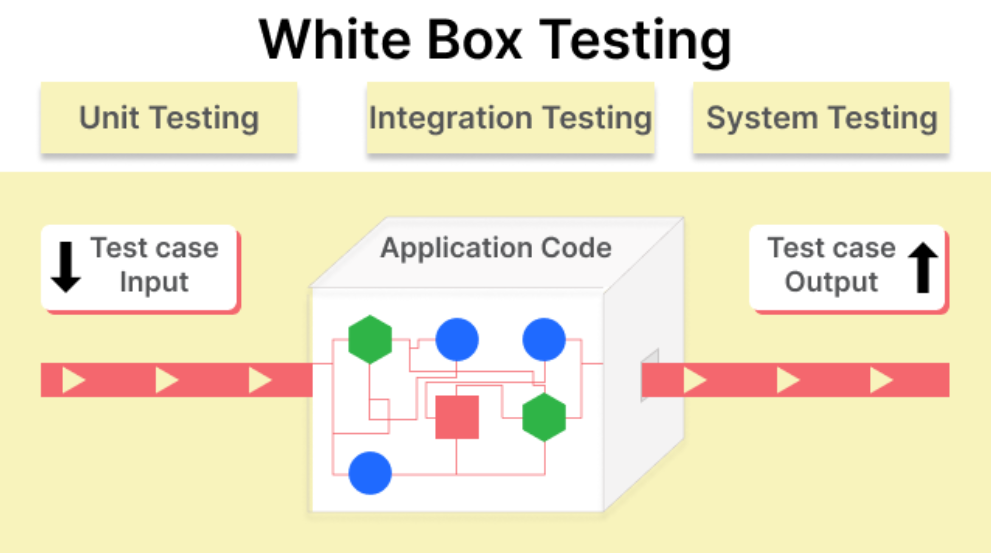 White Box Testing
Unit Testing
Integration Testing
System Testing
Test case
Input
Application Code
Test case
Output